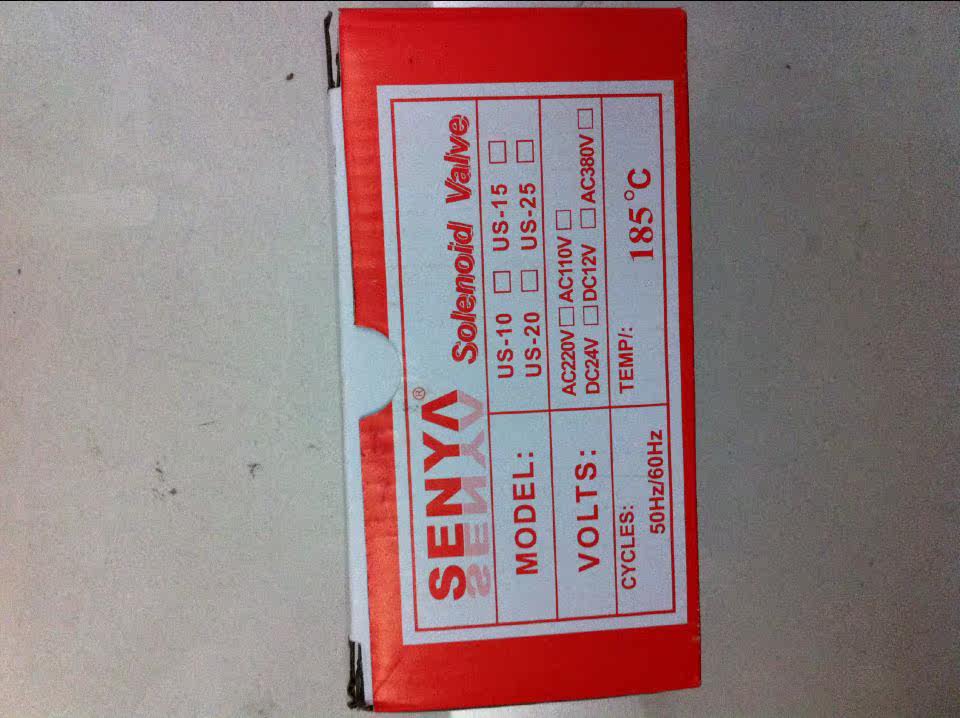 SENYA® Solenoid Valve
MODEL:
US-10 □ US-15 □
US-20 □ US-25 □
VOLTS:
AC220V □ AC110V □
DC24V □ DC12V □ AC380V □
CYCLES:
50Hz/60Hz
TEMP/:
185°C